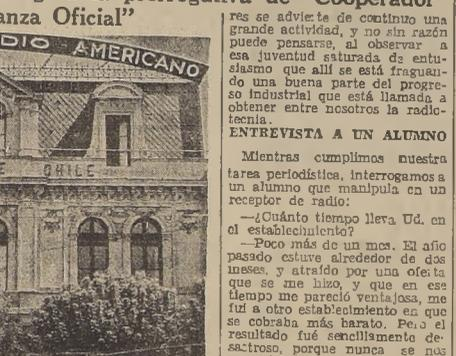 prerrogativa de "Cooperador
anza Oficial"
DIO AMERICANO
CHILE
res se advierte de continuo una
grande actividad, y no sin razón
puede pensarse, al observar a
esa juventud saturada de entu-
siasmo que allí se está fraguan-
do una buena parte del progre-
so industrial que está llamada a
obtener entre nosotros la radio-
tecnia.
ENTREVISTA A UN ALUMNO
Mientras cumplimos nuestra
tarea periodística, interrogamos a
un alumno que manipula en un
receptor de radio:
—¿Cuánto tiempo lleva Ud. en
el establecimiento?
—Poco más de un mes. El año
pasado estuve alrededor de dos
meses, y atraído por una oferta
que se me hizo, y que en ese
tiempo me pareció ventajosa, me
fuí a otro establecimiento en que
se cobraba más barato. Pero el
resultado fué sencillamente de-
sastroso, porque nunca se nos